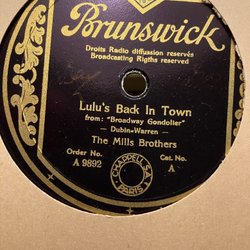 Brunswick
Droits Radio diffusion reservés
Broadcasting Rigths reserved
Lulu's Back In Town
from: "Broadway Gondolier"
— Dubin-Warren —
The Mills Brothers
Order No. Cat. No.
A 9892 A
CHAPPELL S.A.
PARIS